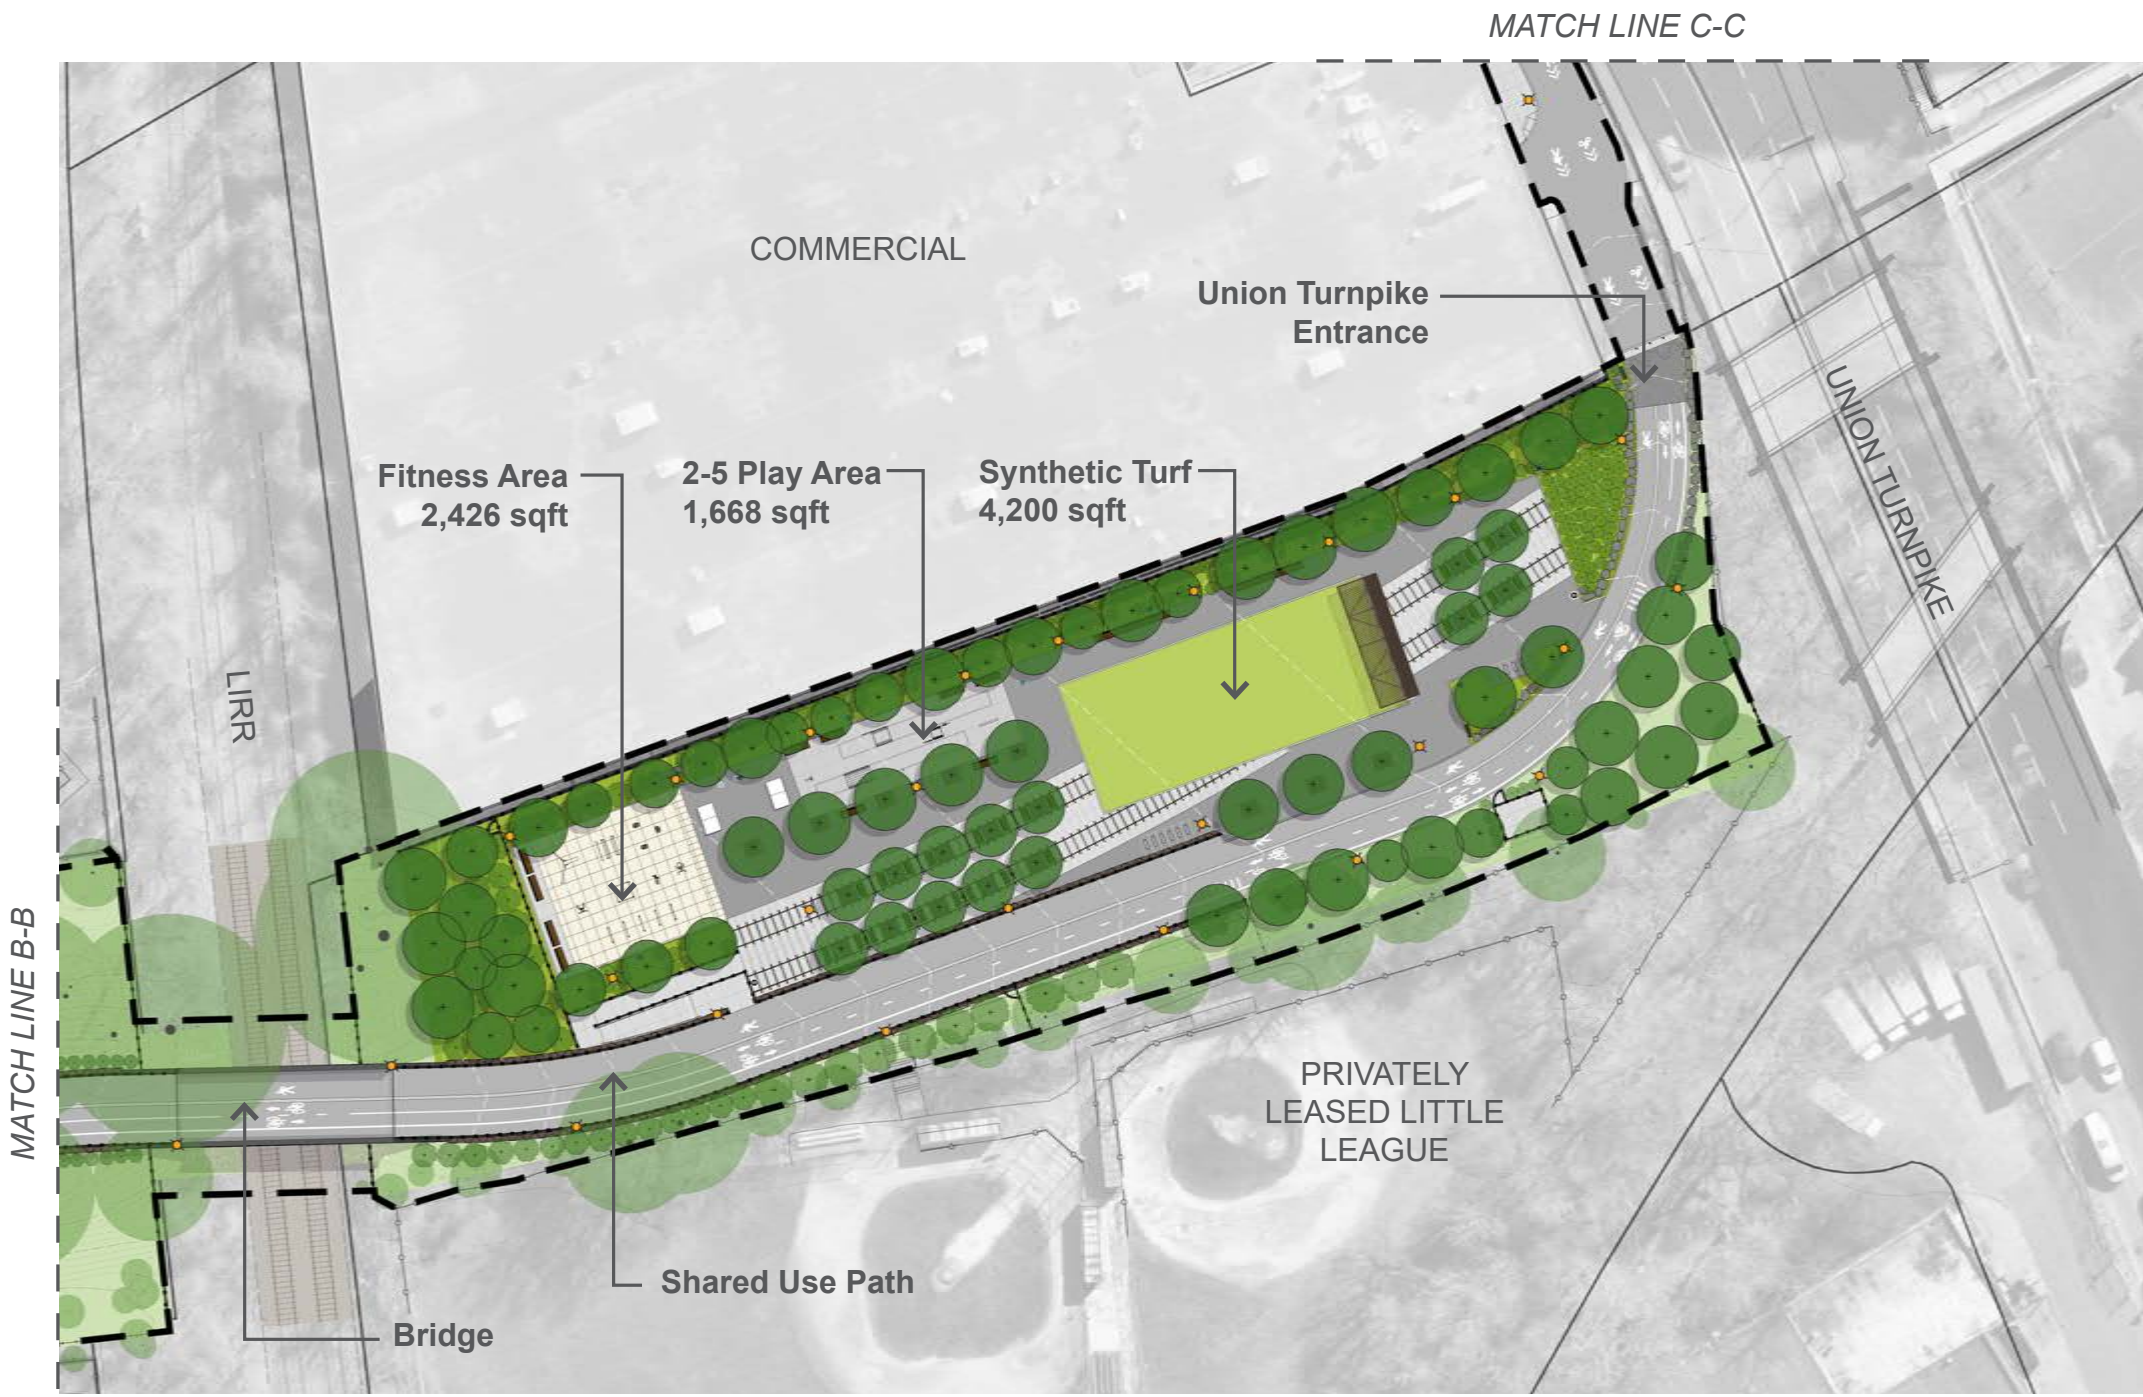 MATCH LINE C-C
COMMERCIAL
Union Turnpike
Entrance
UNION TURNPIKE
Fitness Area
2,426 sqft
2-5 Play Area
1,668 sqft
Synthetic Turf
4,200 sqft
LIRR
MATCH LINE B-B
PRIVATELY
LEASED LITTLE
LEAGUE
Shared Use Path
Bridge